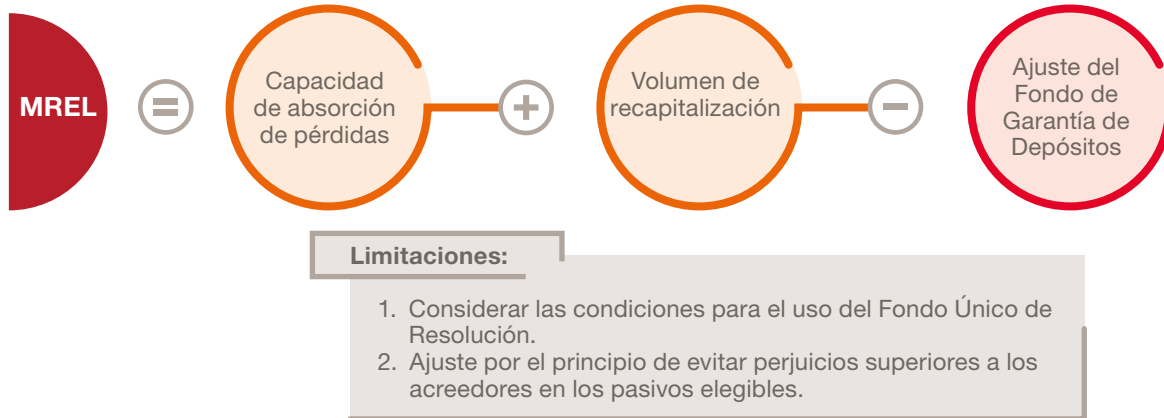 MREL
=
Capacidad
de absorción
de pérdidas
+
Volumen de
recapitalización
−
Ajuste del
Fondo de
Garantía de
Depósitos
Limitaciones:
1. Considerar las condiciones para el uso del Fondo Único de
Resolución.
2. Ajuste por el principio de evitar perjuicios superiores a los
acreedores en los pasivos elegibles.